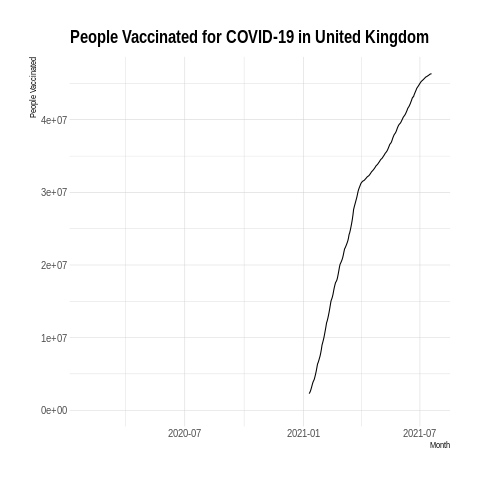 People Vaccinated for COVID-19 in United Kingdom
People Vaccinated
4e+07
3e+07
2e+07
1e+07
0e+00
2020-07 2021-01 2021-07
Month